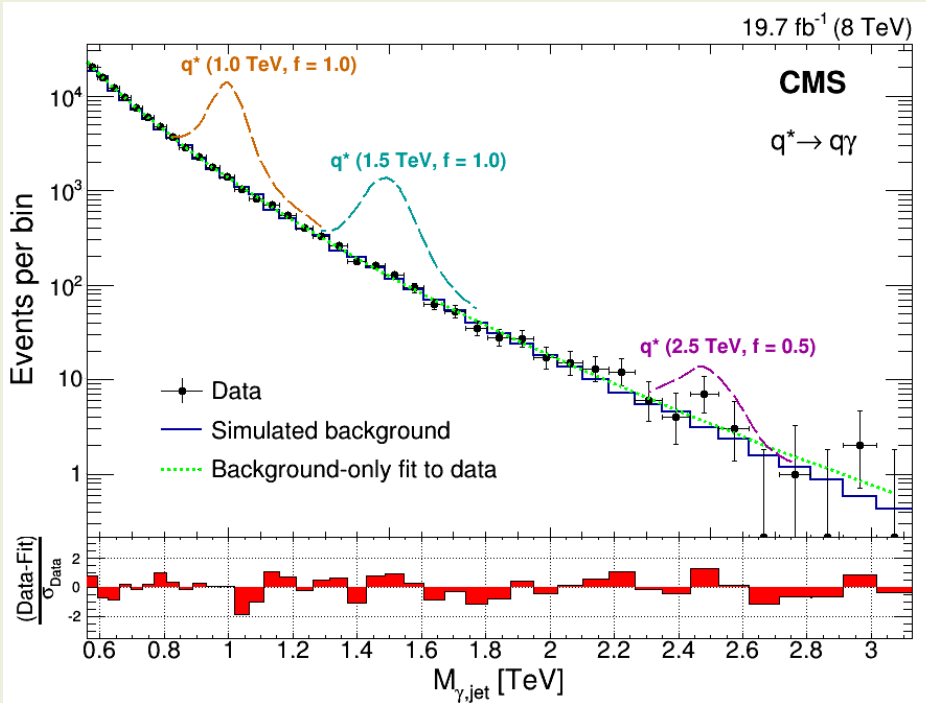 19.7 fb⁻¹ (8 TeV)
q* (1.0 TeV, f = 1.0)
CMS
q*→ qγ
q* (1.5 TeV, f = 1.0)
q* (2.5 TeV, f = 0.5)
Data
Simulated background
Background-only fit to data
Events per bin
10⁴
10³
10²
10
1
(Data-Fit)
σData
2
0
-2
0.6 0.8 1 1.2 1.4 1.6 1.8 2 2.2 2.4 2.6 2.8 3
Mγ,jet [TeV]